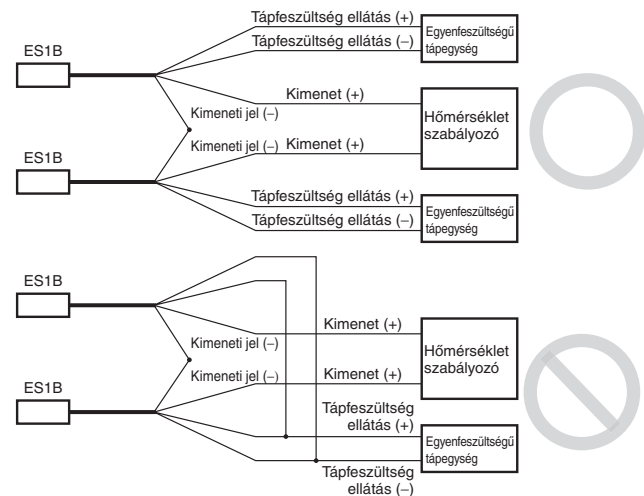 Tápfeszültség ellátás (+)
Tápfeszültség ellátás (–)
Egyenfeszültségű
tápegység
ES1B
Kimenet (+)
Kimeneti jel (–)
Hőmérséklet
szabályozó
Kimeneti jel (–)
Kimenet (+)
ES1B
Tápfeszültség ellátás (+)
Tápfeszültség ellátás (–)
Egyenfeszültségű
tápegység
ES1B
Kimenet (+)
Kimeneti jel (–)
Hőmérséklet
szabályozó
Kimeneti jel (–)
Kimenet (+)
ES1B
Tápfeszültség
ellátás (+)
Egyenfeszültségű
tápegység
Tápfeszültség
ellátás (–)